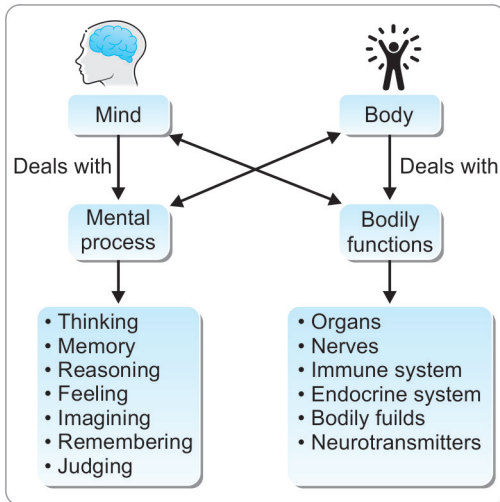 Mind
Body
Deals with
Deals with
Mental
process
Bodily
functions
• Thinking
• Memory
• Reasoning
• Feeling
• Imagining
• Remembering
• Judging
• Organs
• Nerves
• Immune system
• Endocrine system
• Bodily fuilds
• Neurotransmitters